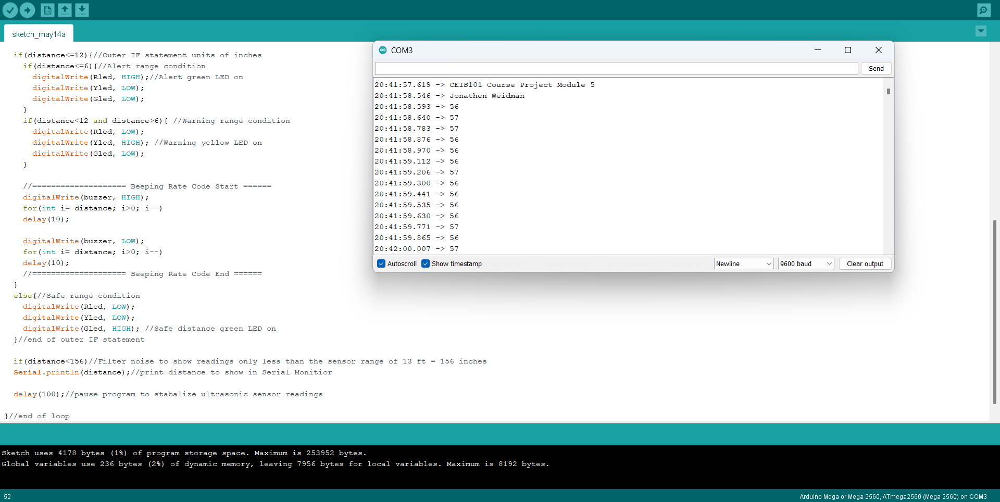 sketch_may14a
if(distance<=12){//Outer IF statement units of inches
if(distance<=6){//Alert range condition
digitalWrite(Rled, HIGH);//Alert green LED on
digitalWrite(Yled, LOW);
digitalWrite(Gled, LOW);
}
if(distance<12 and distance>6){ //Warning range condition
digitalWrite(Rled, LOW);
digitalWrite(Yled, HIGH); //Warning yellow LED on
digitalWrite(Gled, LOW);
}
//==================== Beeping Rate Code Start ======
digitalWrite(buzzer, HIGH);
for(int i= distance; i>0; i--)
delay(10);
digitalWrite(buzzer, LOW);
for(int i= distance; i>0; i--)
delay(10);
//==================== Beeping Rate Code End ======
}
else{//Safe range condition
digitalWrite(Rled, LOW);
digitalWrite(Yled, LOW);
digitalWrite(Gled, HIGH); //Safe distance green LED on
}//end of outer IF statement
if(distance<156)//Filter noise to show readings only less than the sensor range of 13 ft = 156 inches
Serial.println(distance);//print distance to show in Serial Monitior
delay(100);//pause program to stabalize ultrasonic sensor readings
}//end of loop
COM3
Send
20:41:57.619 -> CEIS101 Course Project Module 5
20:41:58.546 -> Jonathen Weidman
20:41:58.593 -> 56
20:41:58.640 -> 57
20:41:58.783 -> 57
20:41:58.876 -> 56
20:41:58.970 -> 56
20:41:59.112 -> 56
20:41:59.206 -> 57
20:41:59.300 -> 56
20:41:59.441 -> 56
20:41:59.535 -> 56
20:41:59.630 -> 56
20:41:59.771 -> 57
20:41:59.865 -> 56
20:42:00.007 -> 57
Autoscroll Show timestamp Newline 9600 baud Clear output
Sketch uses 4178 bytes (1%) of program storage space. Maximum is 253952 bytes.
Global variables use 236 bytes (2%) of dynamic memory, leaving 7956 bytes for local variables. Maximum is 8192 bytes.
52 Arduino Mega or Mega 2560, ATmega2560 (Mega 2560) on COM3